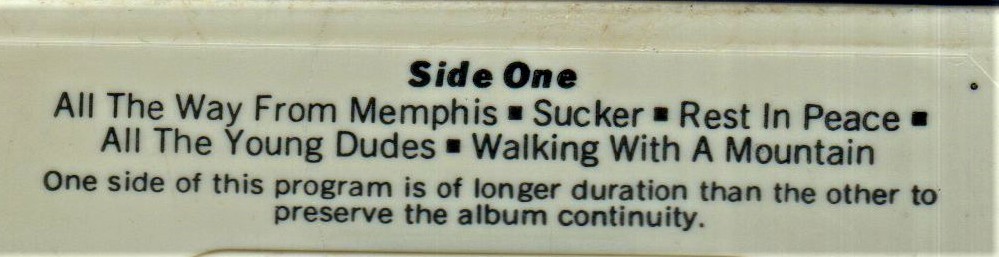 Side One
All The Way From Memphis ■ Sucker ■ Rest In Peace ■
All The Young Dudes ■ Walking With A Mountain
One side of this program is of longer duration than the other to
preserve the album continuity.